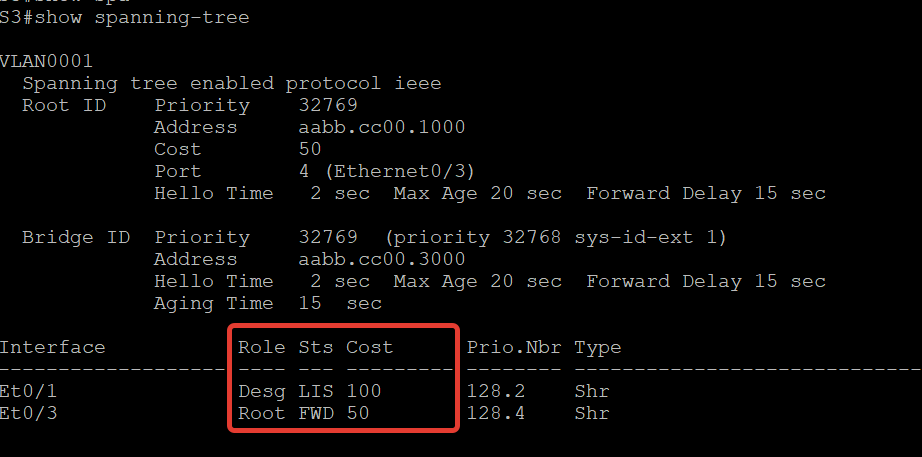 S3#show spanning-tree
VLAN0001
Spanning tree enabled protocol ieee
Root ID Priority 32769
Address aabb.cc00.1000
Cost 50
Port 4 (Ethernet0/3)
Hello Time 2 sec Max Age 20 sec Forward Delay 15 sec
Bridge ID Priority 32769 (priority 32768 sys-id-ext 1)
Address aabb.cc00.3000
Hello Time 2 sec Max Age 20 sec Forward Delay 15 sec
Aging Time 15 sec
Interface Role Sts Cost Prio.Nbr Type
------------------- ---- --- --------- -------- --------------------------------
Et0/1 Desg LIS 100 128.2 Shr
Et0/3 Root FWD 50 128.4 Shr